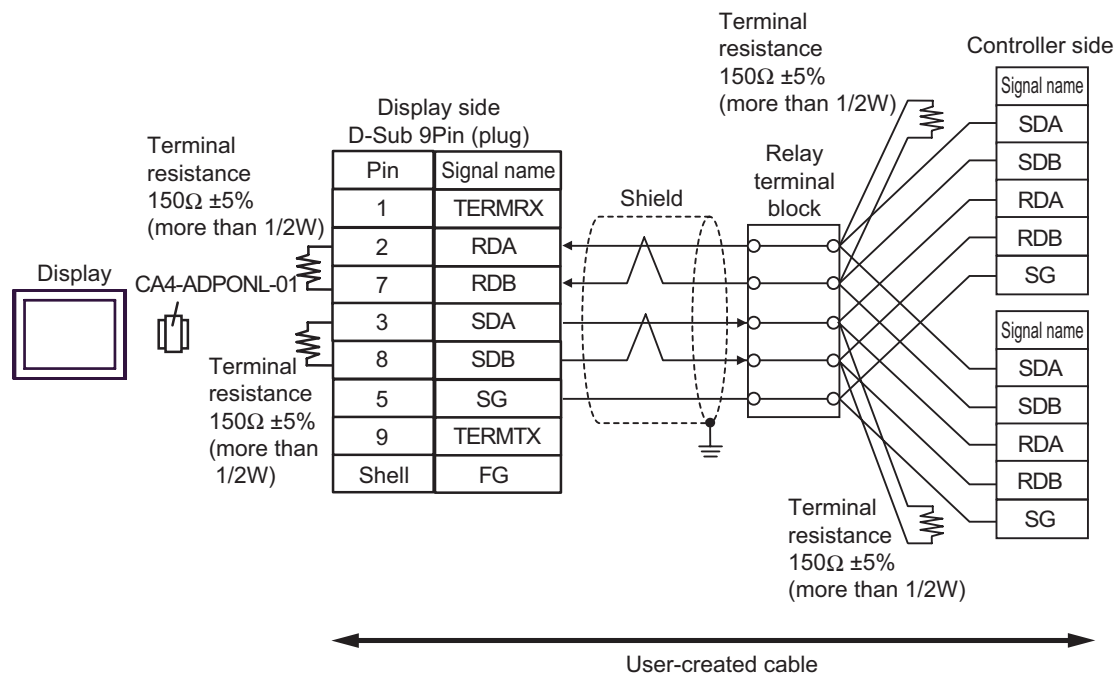 Terminal
resistance
150Ω ±5%
(more than 1/2W)
Controller side
Signal name
SDA
SDB
RDA
RDB
SG
Display side
D-Sub 9Pin (plug)
Terminal
resistance
150Ω ±5%
(more than 1/2W)
Pin Signal name
1 TERMRX
2 RDA
7 RDB
3 SDA
8 SDB
5 SG
9 TERMTX
Shell FG
Shield
Relay
terminal
block
Display
CA4-ADPONL-01
Terminal
resistance
150Ω ±5%
(more than
1/2W)
Signal name
SDA
SDB
RDA
RDB
SG
Terminal
resistance
150Ω ±5%
(more than 1/2W)
User-created cable